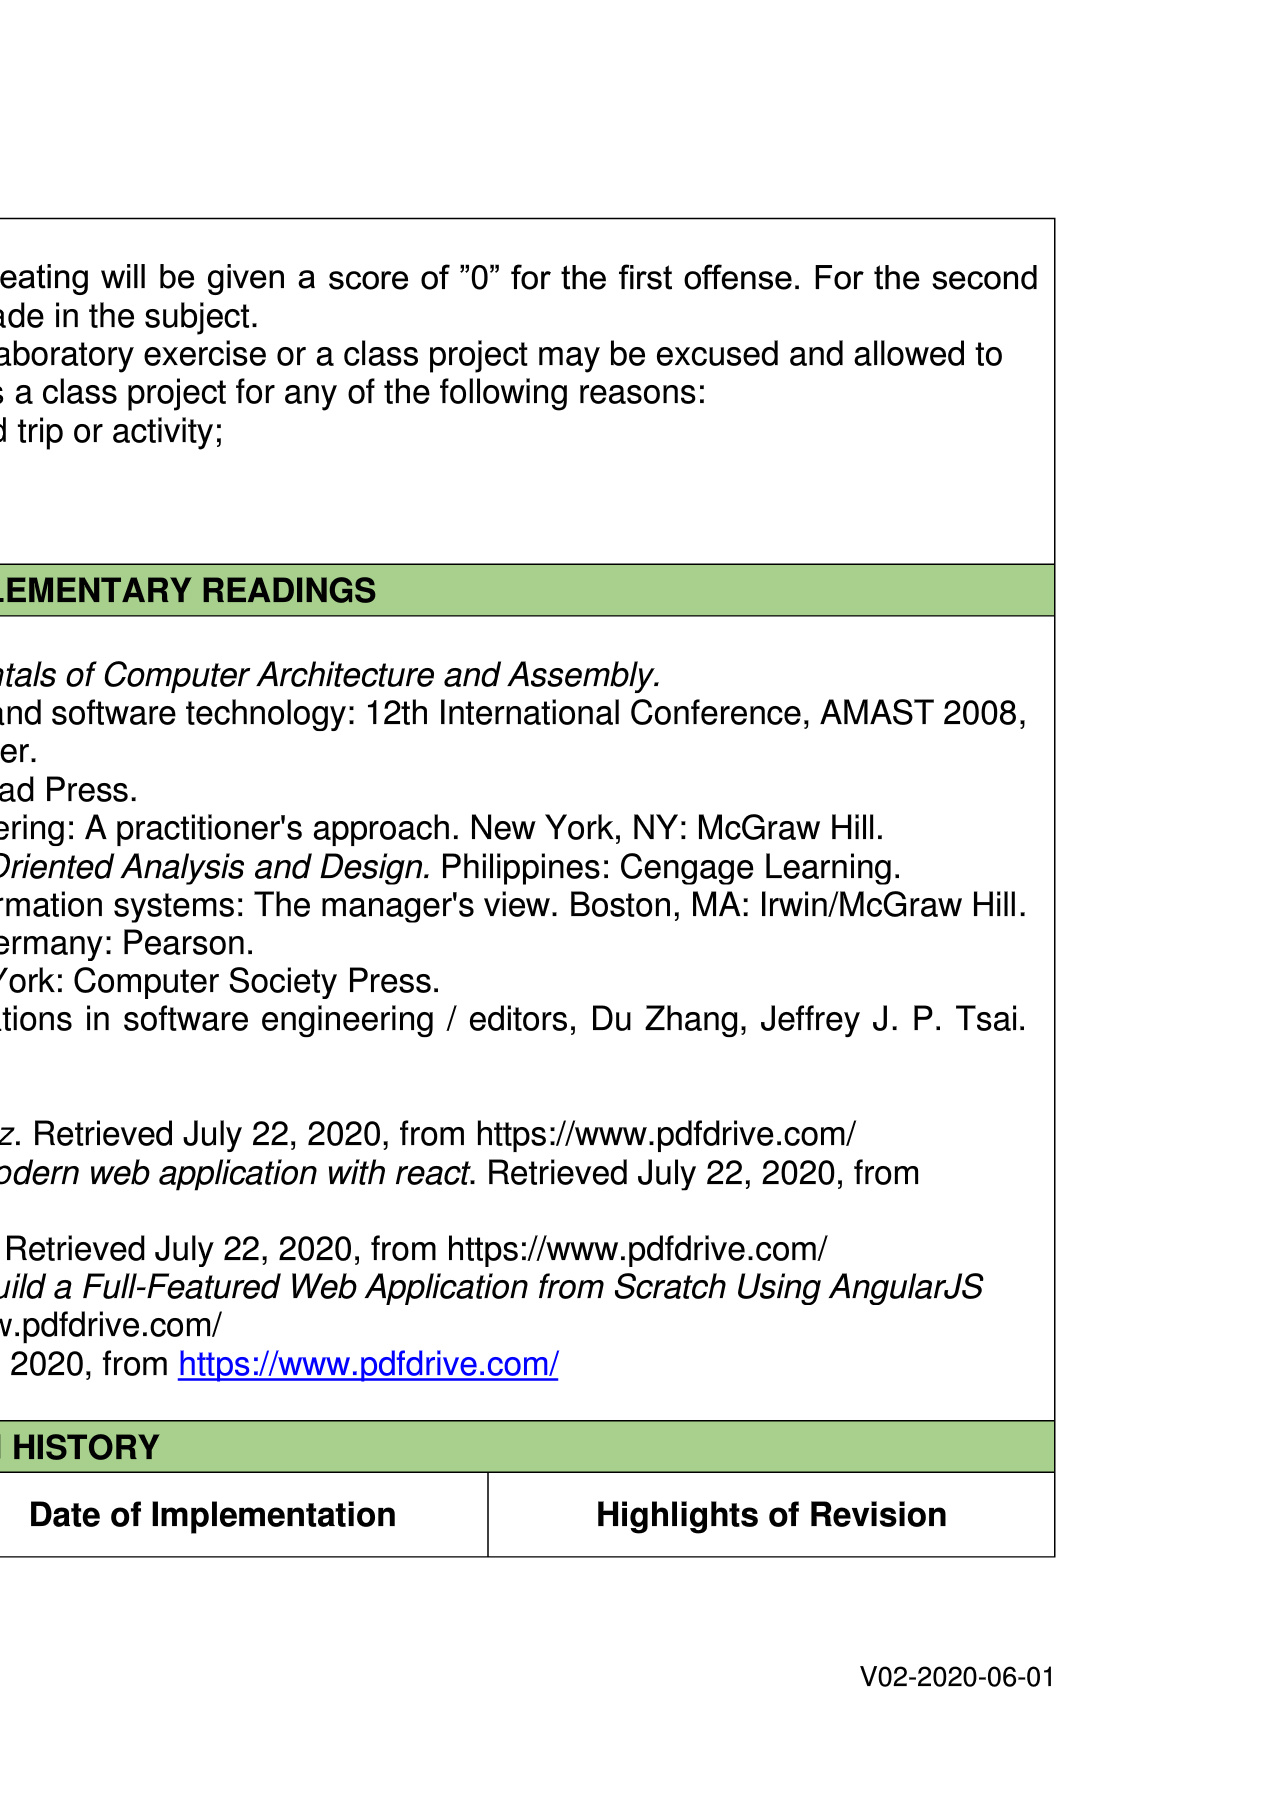 eating will be given a score of ”0” for the first offense. For the second
ade in the subject.
aboratory exercise or a class project may be excused and allowed to
s a class project for any of the following reasons:
d trip or activity;
LEMENTARY READINGS
ntals of Computer Architecture and Assembly.
and software technology: 12th International Conference, AMAST 2008,
er.
ad Press.
ering: A practitioner's approach. New York, NY: McGraw Hill.
Oriented Analysis and Design. Philippines: Cengage Learning.
rmation systems: The manager's view. Boston, MA: Irwin/McGraw Hill.
ermany: Pearson.
York: Computer Society Press.
ations in software engineering / editors, Du Zhang, Jeffrey J. P. Tsai.
z. Retrieved July 22, 2020, from https://www.pdfdrive.com/
odern web application with react. Retrieved July 22, 2020, from
Retrieved July 22, 2020, from https://www.pdfdrive.com/
uild a Full-Featured Web Application from Scratch Using AngularJS
w.pdfdrive.com/
2020, from https://www.pdfdrive.com/
HISTORY
Date of Implementation
Highlights of Revision
V02-2020-06-01